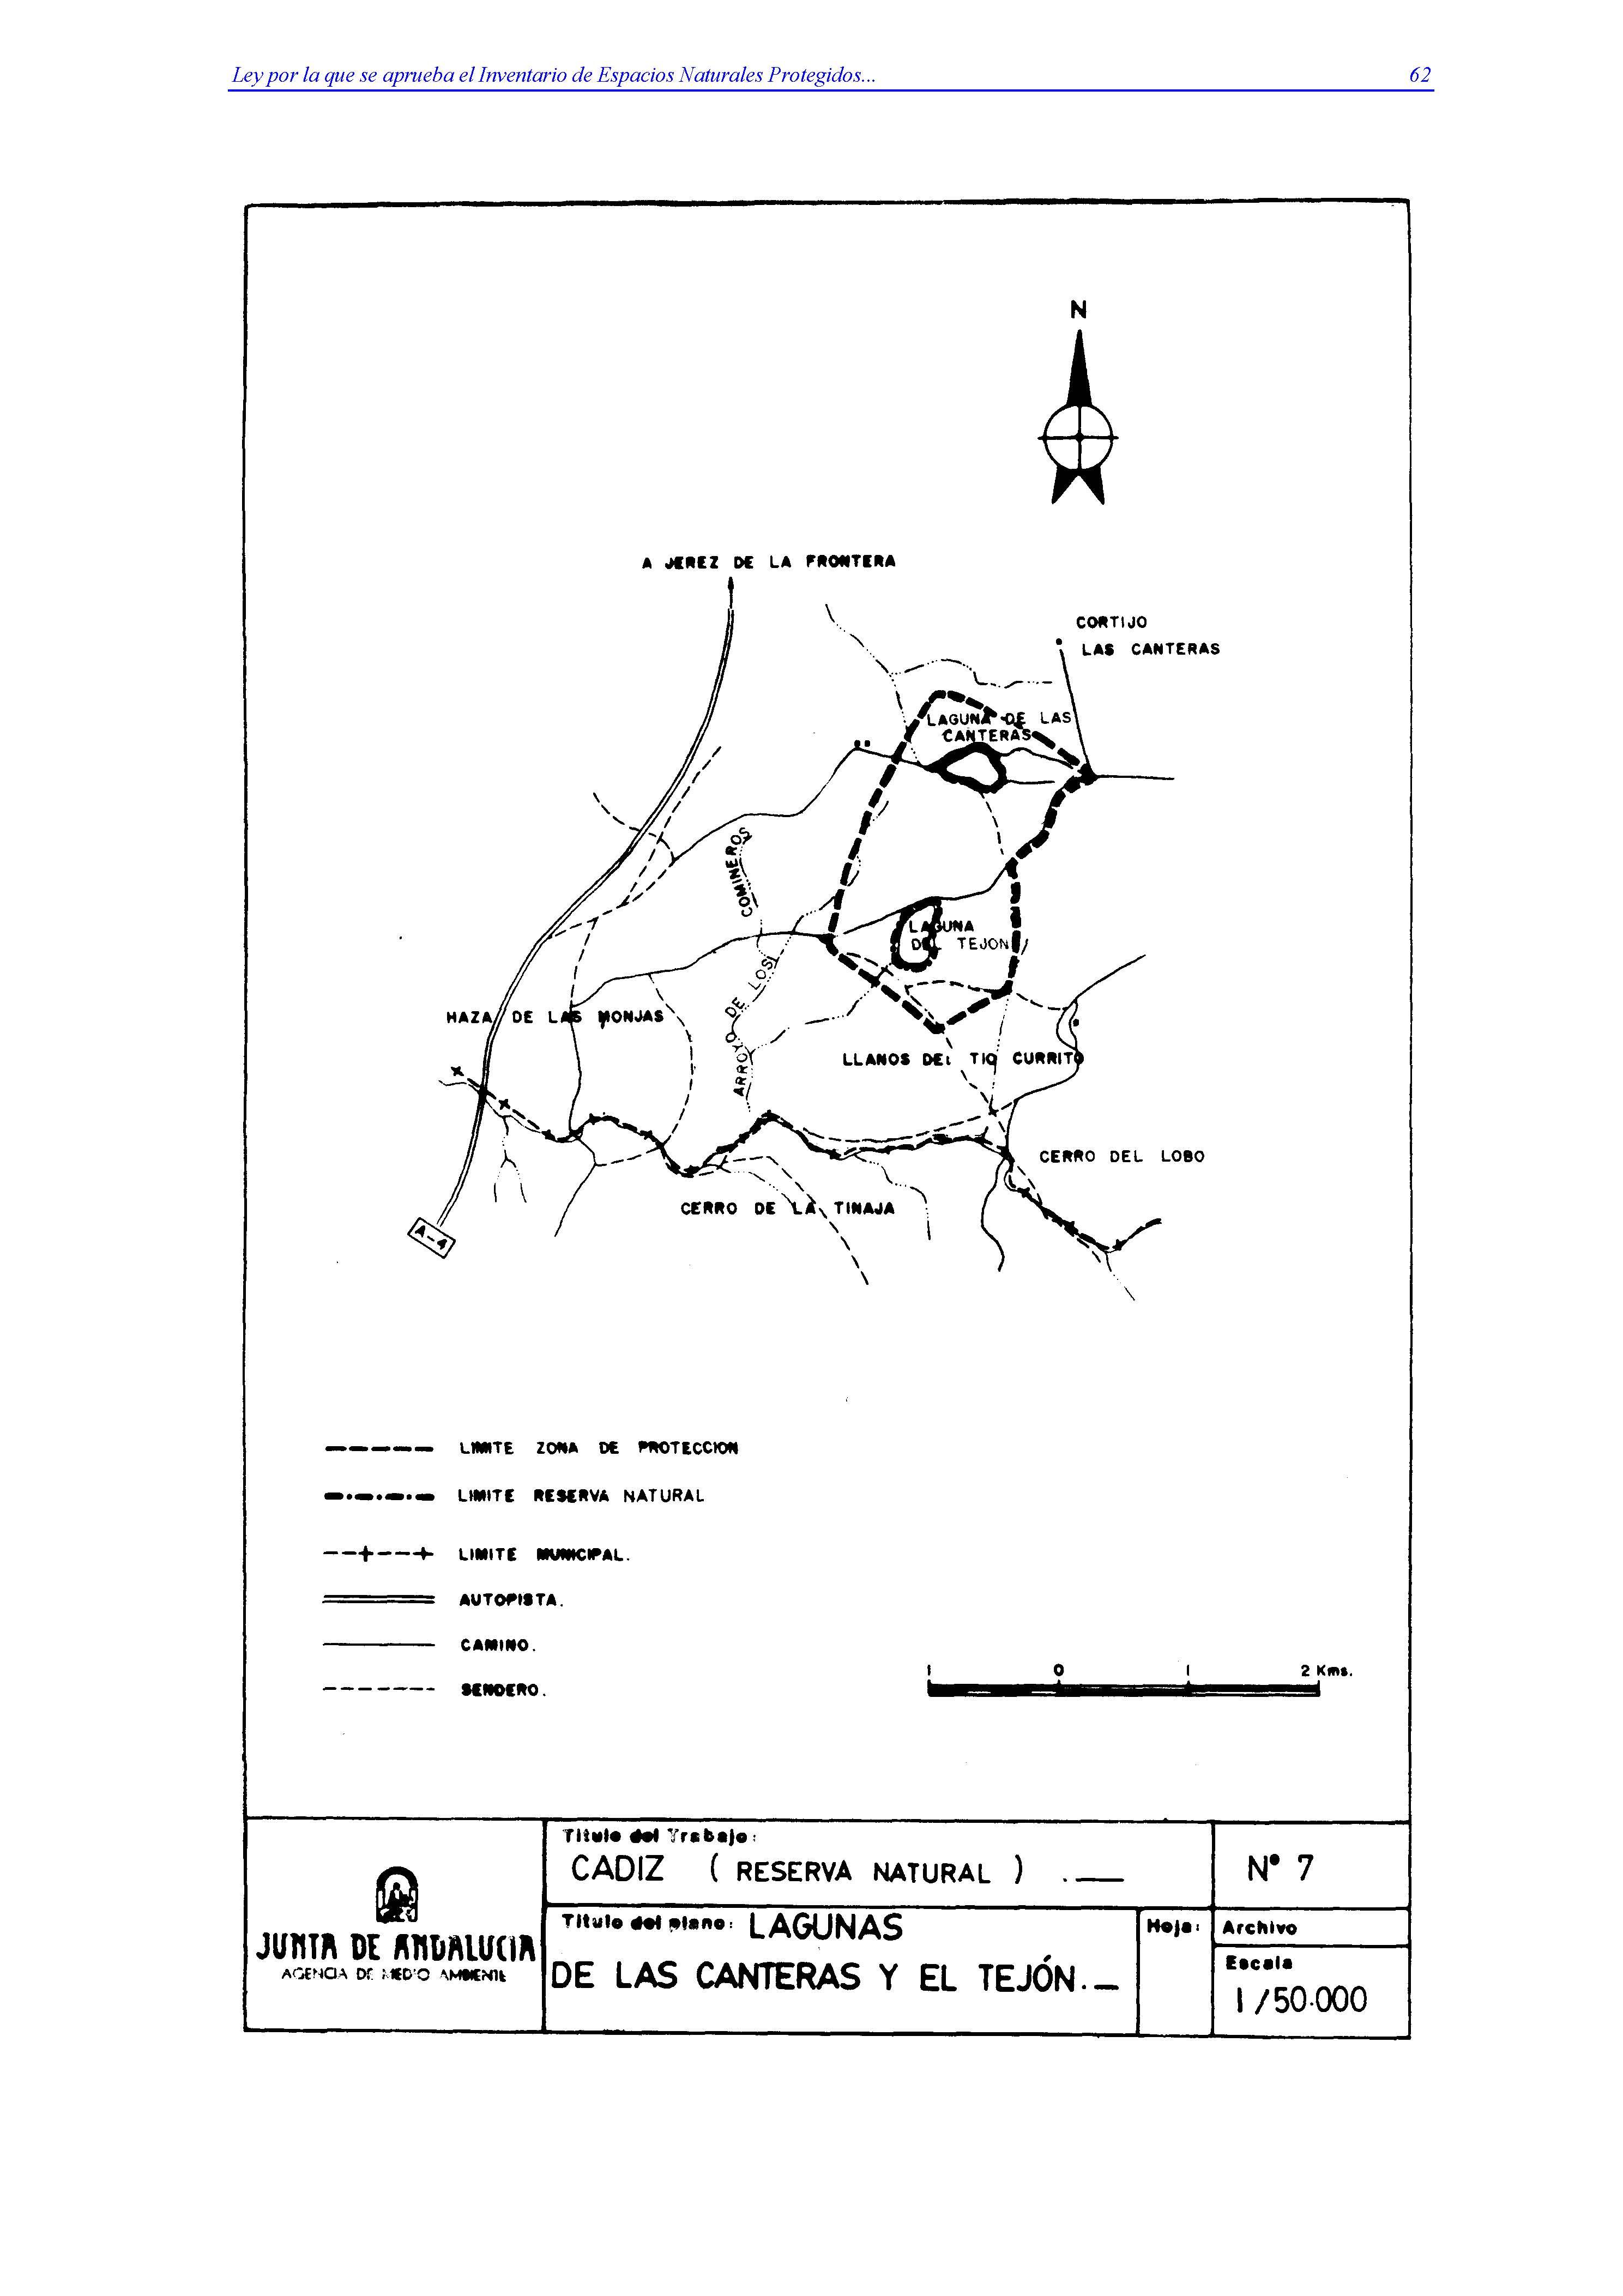 Ley por la que se aprueba el Inventario de Espacios Naturales Protegidos... 62
N
A JEREZ DE LA FRONTERA
CORTIJO
LAS CANTERAS
LAGUNA DE LAS
CANTERAS
COMINEROS
LAGUNA
DEL TEJON
ARROYO DE LOS
HAZA DE LAS MONJAS
LLANOS DEL TIO CURRITO
CERRO DEL LOBO
CERRO DE LA TINAJA
A-4
LIMITE ZONA DE PROTECCION
LIMITE RESERVA NATURAL
LIMITE MUNICIPAL.
AUTOPISTA.
CAMINO.
SENDERO.
1 0 1 2 Kms.
Titulo del Trabajo:
CADIZ ( RESERVA NATURAL ) .—
Nº 7
JUNTA DE ANDALUCIA
AGENCIA DE MEDIO AMBIENTE
Titulo del plano: LAGUNAS
DE LAS CANTERAS Y EL TEJÓN.—
Hoja:
Archivo
Escala
1/50.000